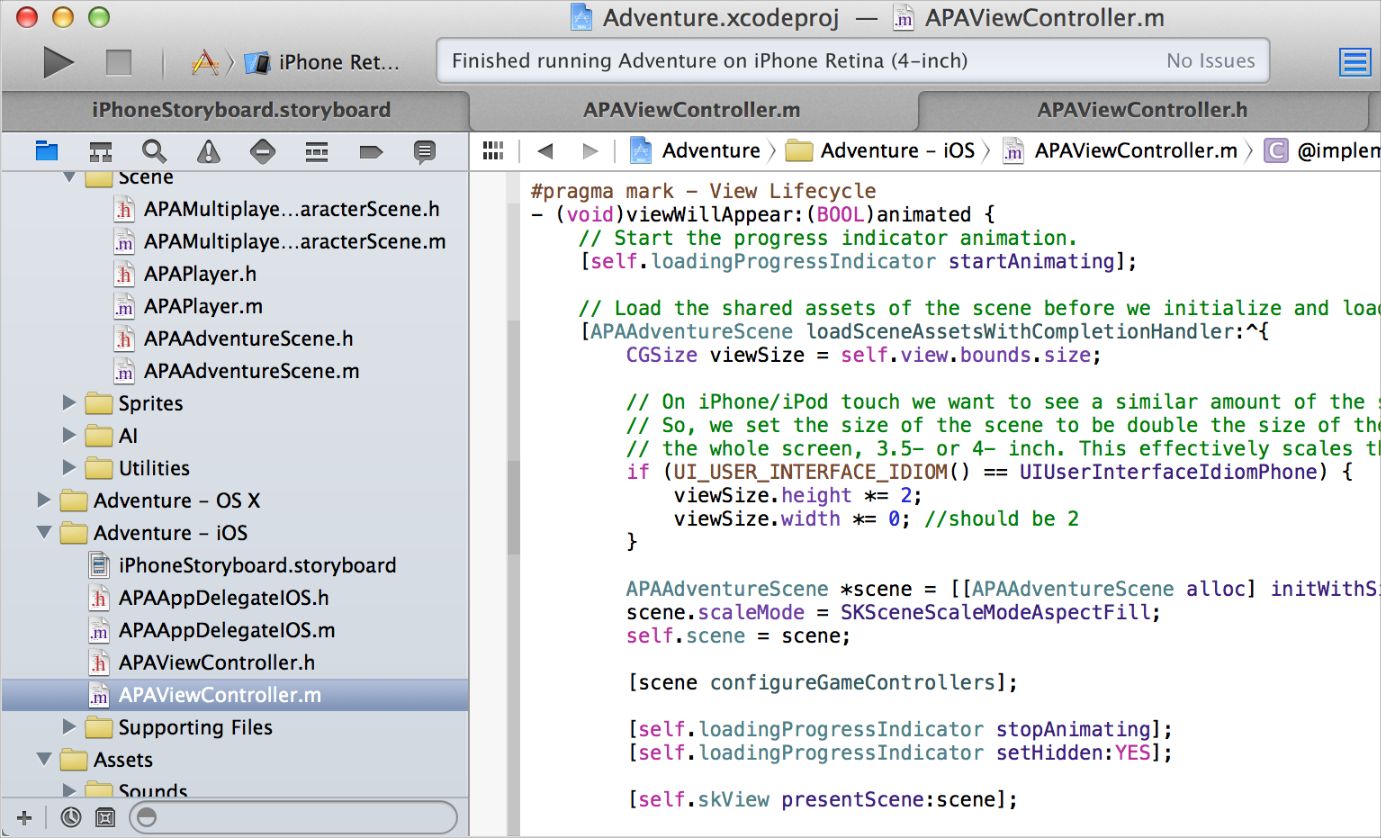 Adventure.xcodeproj — APAViewController.m
iPhone Ret...
Finished running Adventure on iPhone Retina (4-inch) No Issues
iPhoneStoryboard.storyboard APAViewController.m APAViewController.h
Adventure Adventure – iOS APAViewController.m C @implem
Scene
APAMultiplaye...aracterScene.h
APAMultiplaye...aracterScene.m
APAPlayer.h
APAPlayer.m
APAAdventureScene.h
APAAdventureScene.m
Sprites
AI
Utilities
Adventure – OS X
Adventure – iOS
iPhoneStoryboard.storyboard
APAAppDelegateIOS.h
APAAppDelegateIOS.m
APAViewController.h
APAViewController.m
Supporting Files
Assets
Sounds
#pragma mark - View Lifecycle
- (void)viewWillAppear:(BOOL)animated {
// Start the progress indicator animation.
[self.loadingProgressIndicator startAnimating];
// Load the shared assets of the scene before we initialize and load
[APAAdventureScene loadSceneAssetsWithCompletionHandler:^{
CGSize viewSize = self.view.bounds.size;
// On iPhone/iPod touch we want to see a similar amount of the s
// So, we set the size of the scene to be double the size of the
// the whole screen, 3.5- or 4- inch. This effectively scales th
if (UI_USER_INTERFACE_IDIOM() == UIUserInterfaceIdiomPhone) {
viewSize.height *= 2;
viewSize.width *= 0; //should be 2
}
APAAdventureScene *scene = [[APAAdventureScene alloc] initWithSi
scene.scaleMode = SKSceneScaleModeAspectFill;
self.scene = scene;
[scene configureGameControllers];
[self.loadingProgressIndicator stopAnimating];
[self.loadingProgressIndicator setHidden:YES];
[self.skView presentScene:scene];